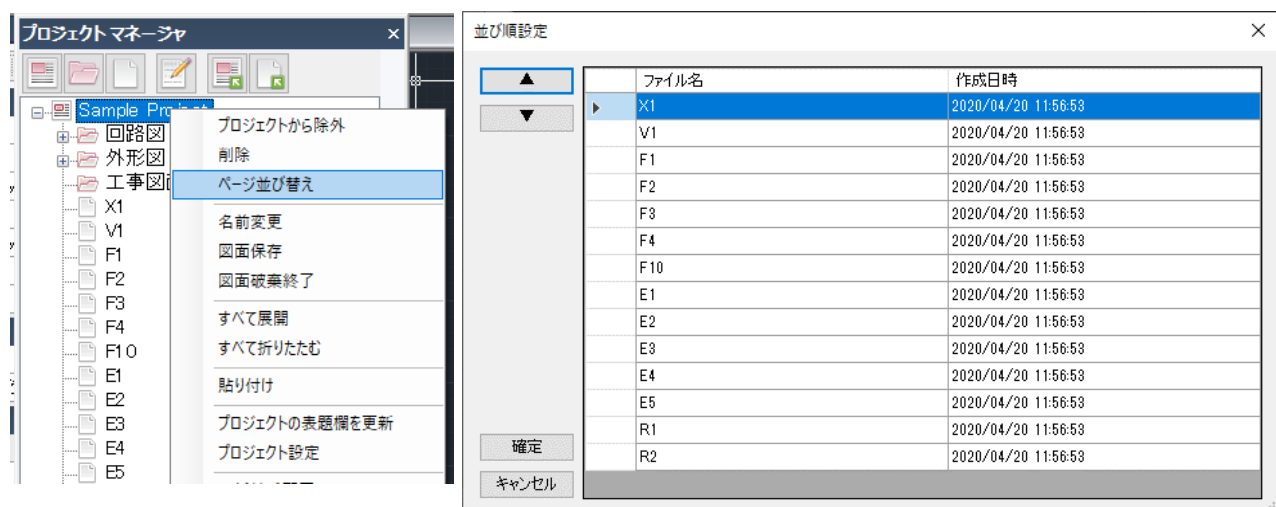 プロジェクト マネージャ
Sample Project
回路図
外形図
工事図
X1
V1
F1
F2
F3
F4
F10
E1
E2
E3
E4
E5
プロジェクトから除外
削除
ページ並び替え
名前変更
図面保存
図面破棄終了
すべて展開
すべて折りたたむ
貼り付け
プロジェクトの表題欄を更新
プロジェクト設定
並び順設定
▲
▼
確定
キャンセル
ファイル名 作成日時
X1 2020/04/20 11:56:53
V1 2020/04/20 11:56:53
F1 2020/04/20 11:56:53
F2 2020/04/20 11:56:53
F3 2020/04/20 11:56:53
F4 2020/04/20 11:56:53
F10 2020/04/20 11:56:53
E1 2020/04/20 11:56:53
E2 2020/04/20 11:56:53
E3 2020/04/20 11:56:53
E4 2020/04/20 11:56:53
E5 2020/04/20 11:56:53
R1 2020/04/20 11:56:53
R2 2020/04/20 11:56:53